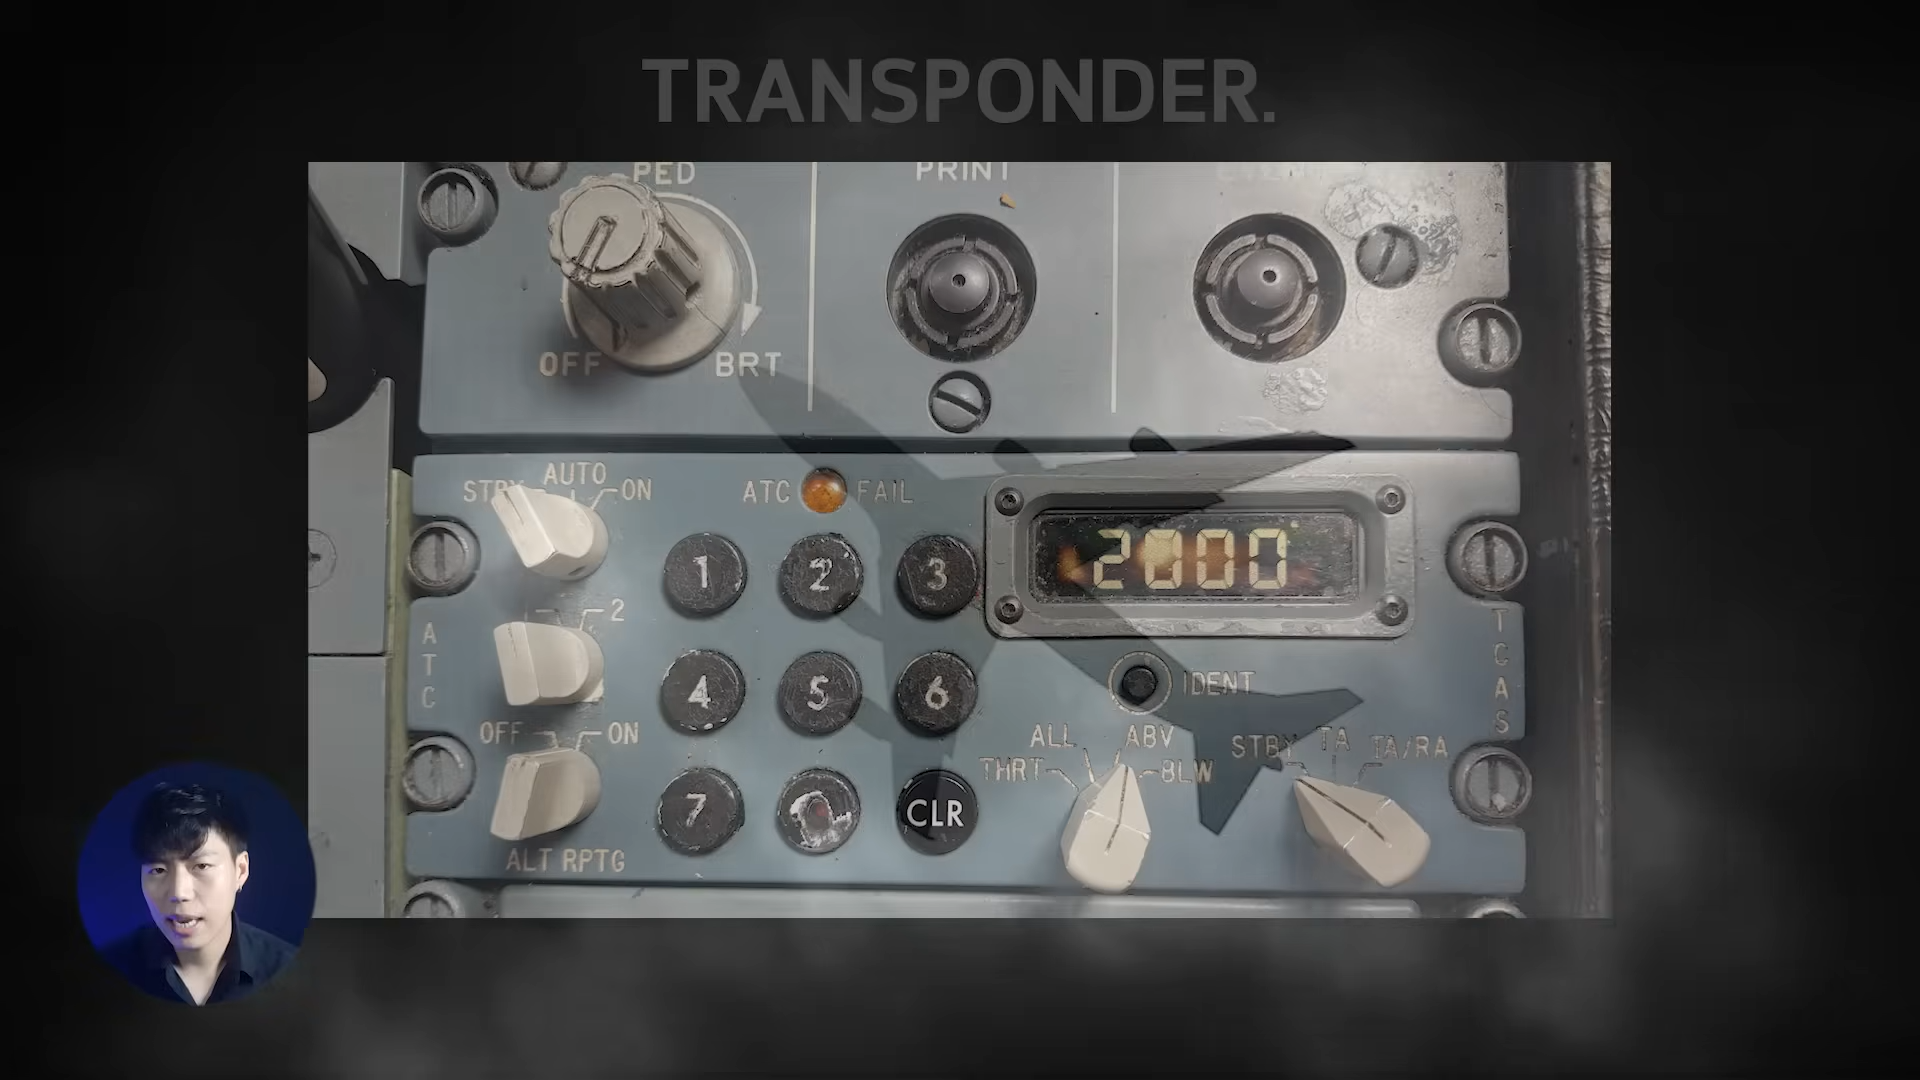 TRANSPONDER.
PED
PRINT
OFF
BRT
STBY AUTO ON
ATC FAIL
2000
1 2 3
2
ATC
TCAS
4 5 6
IDENT
OFF ON
ALL ABV
THRT BLW
STBY TA TA/RA
7
CLR
ALT RPTG